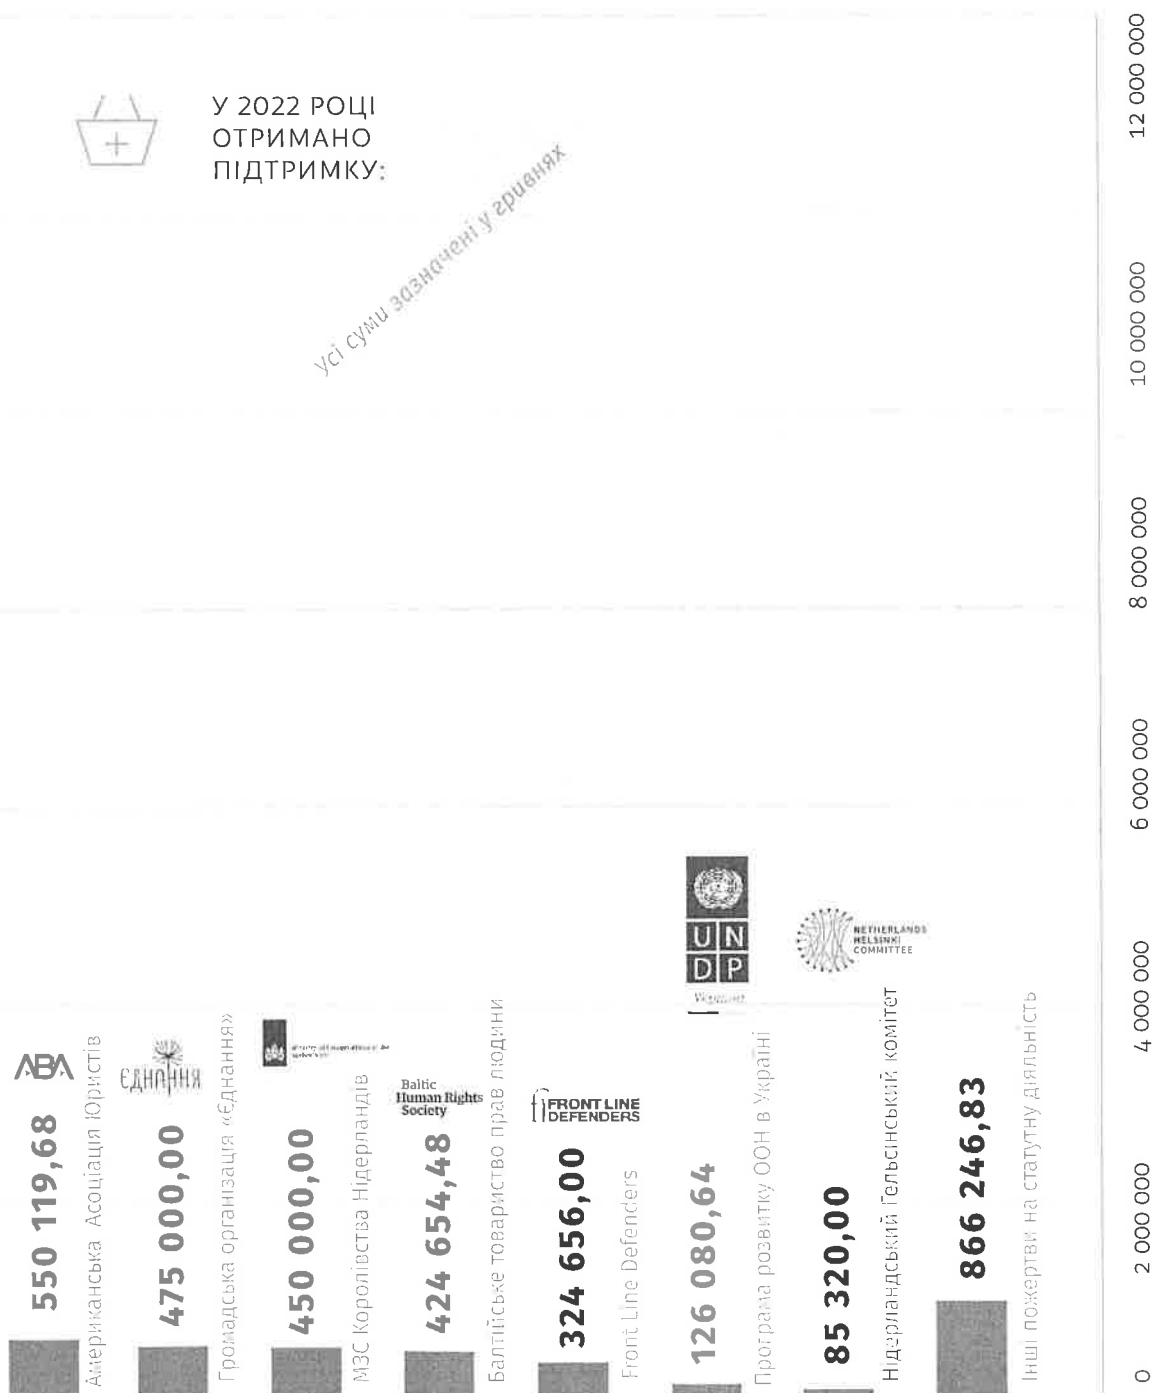 У 2022 РОЦІ
ОТРИМАНО
ПІДТРИМКУ:
усі суми зазначені у гривнях
ABA
550 119,68
Американська Асоціація Юристів
ЄДНАННЯ
475 000,00
Громадська організація «Єднання»
450 000,00
МЗС Королівства Нідерландів
Baltic
Human Rights
Society
424 654,48
Балтійське товариство прав людини
FRONT LINE
DEFENDERS
324 656,00
Front Line Defenders
UN
DP
126 080,64
Програма розвитку ООН в Україні
NETHERLANDS
HELSINKI
COMMITTEE
85 320,00
Нідерландський Гельсінський комітет
866 246,83
Інші пожертви на статутну діяльність
0
2 000 000
4 000 000
6 000 000
8 000 000
10 000 000
12 000 000